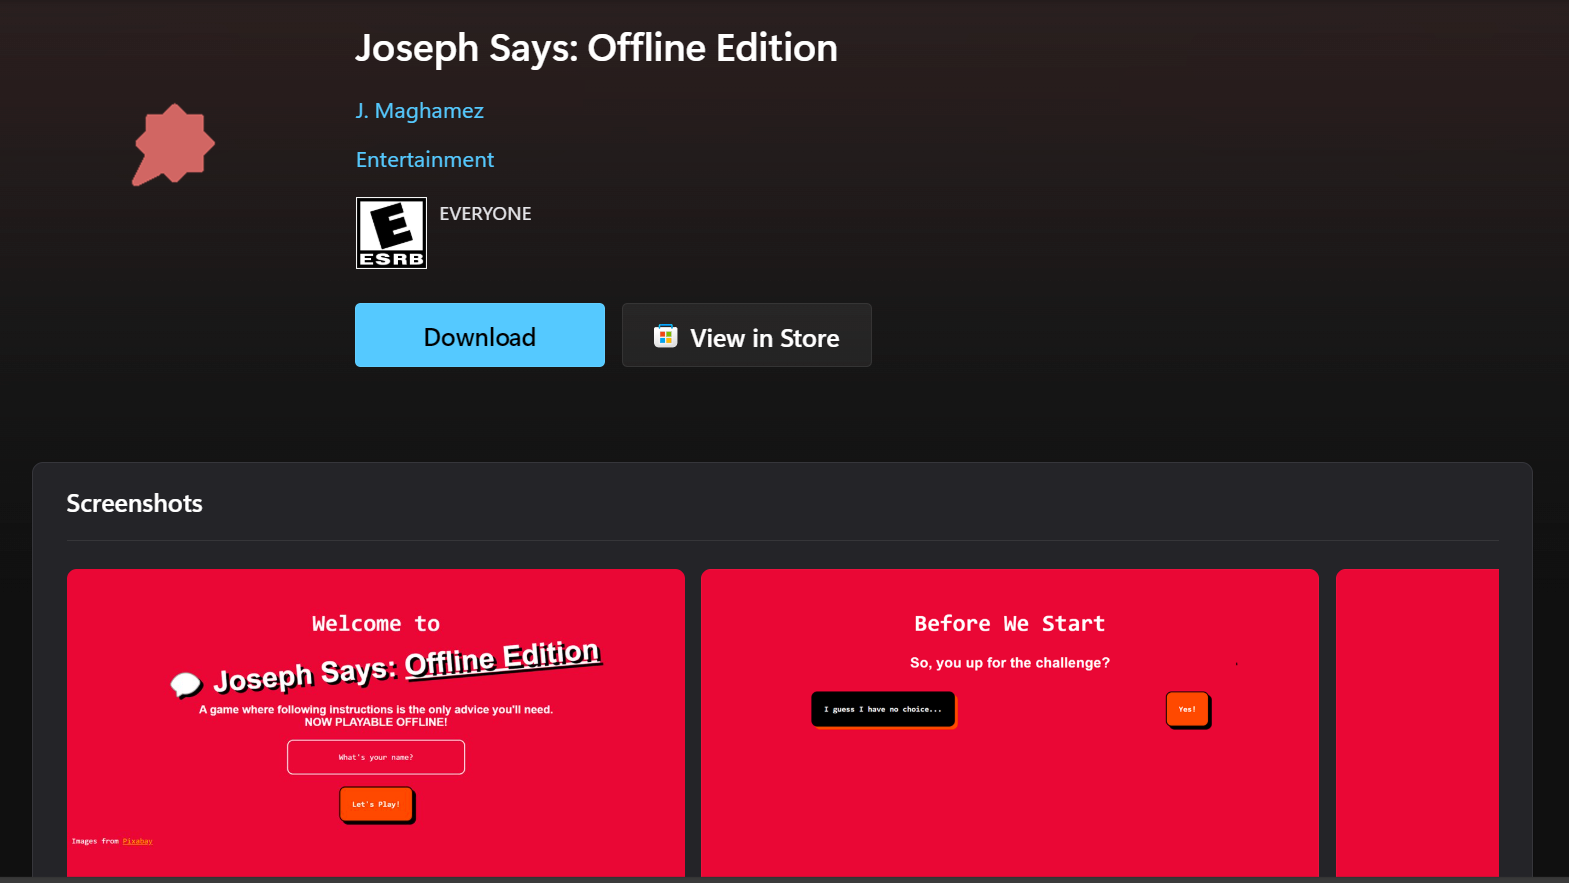 Joseph Says: Offline Edition
J. Maghamez
Entertainment
E
ESRB
EVERYONE
Download
View in Store
Screenshots
Welcome to
Joseph Says: Offline Edition
A game where following instructions is the only advice you'll need.
NOW PLAYABLE OFFLINE!
What's your name?
Let's Play!
Images from Pixabay
Before We Start
So, you up for the challenge?
I guess I have no choice...
Yes!